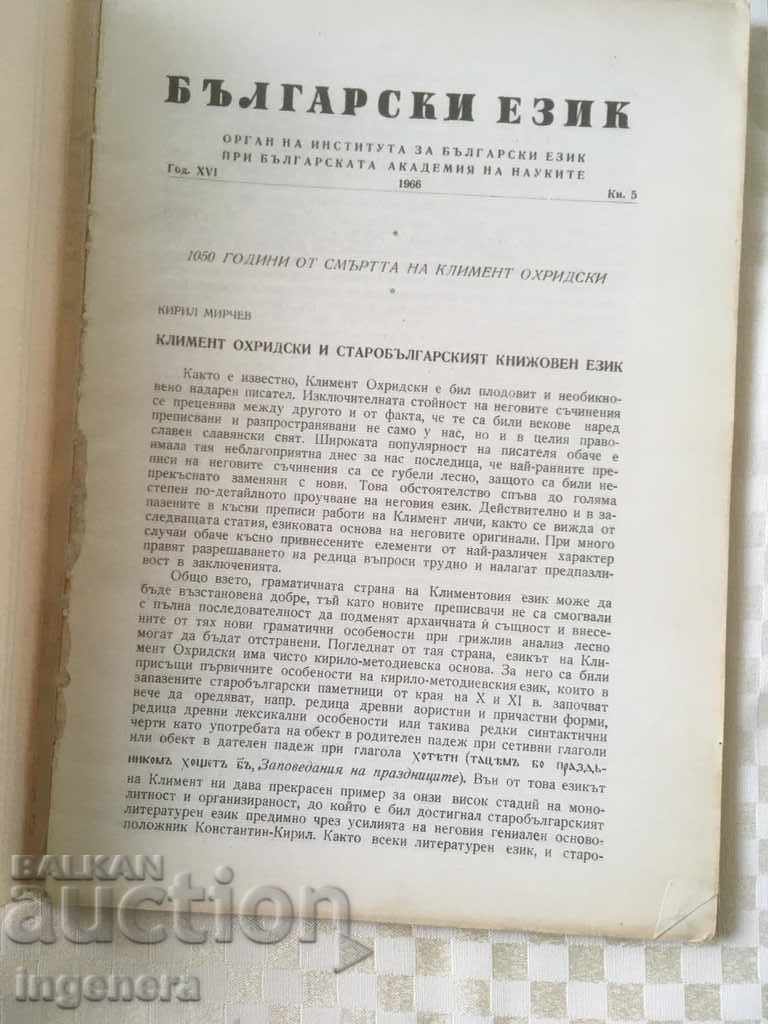 БЪЛГАРСКИ ЕЗИК
ОРГАН НА ИНСТИТУТА ЗА БЪЛГАРСКИ ЕЗИК
ПРИ БЪЛГАРСКАТА АКАДЕМИЯ НА НАУКИТЕ
Год. XVI 1966 Кн. 5
*
1050 ГОДИНИ ОТ СМЪРТТА НА КЛИМЕНТ ОХРИДСКИ
*
КИРИЛ МИРЧЕВ
КЛИМЕНТ ОХРИДСКИ И СТАРОБЪЛГАРСКИЯТ КНИЖОВЕН ЕЗИК
Както е известно, Климент Охридски е бил плодовит и необикно-
вено надарен писател. Изключителната стойност на неговите съчинения
се преценява между другото и от факта, че те са били векове наред
преписвани и разпространявани не само у нас, но и в целия право-
славен славянски свят. Широката популярност на писателя обаче е
имала тая неблагоприятна днес за нас последица, че най-ранните пре-
писи на неговите съчинения са се губели лесно, защото са били не-
прекъснато заменяни с нови. Това обстоятелство спъва до голяма
степен по-детайлното проучване на неговия език. Действително и в за-
пазените в късни преписи работи на Климент личи, както се вижда от
следващата статия, езиковата основа на неговите оригинали. При много
случаи обаче късно привнесените елементи от най-различен характер
правят разрешаването на редица въпроси трудно и налагат предпазли-
вост в заключенията.
Общо взето, граматичната страна на Климентовия език може да
бъде възстановена добре, тъй като новите преписвачи не са смогвали
с пълна последователност да подменят архаичната ѝ същност и внесе-
ните от тях нови граматични особености при грижлив анализ лесно
могат да бъдат отстранени. Погледнат от тая страна, езикът на Кли-
мент Охридски има чисто кирило-методиевска основа. За него са били
присъщи първичните особености на кирило-методиевския език, които в
запазените старобългарски паметници от края на X и XI в. започват
вече да оредяват, напр. редица древни аористни и причастни форми,
редица древни лексикални особености или такива редки синтактични
черти като употребата на обект в родителен падеж при сетивни глаголи
или обект в дателен падеж при глагола хотѣти (тацѣмъ бо праздь-
никомъ хощетъ бъ, Заповедания на праздниците). Вън от това езикът
на Климент ни дава прекрасен пример за онзи висок стадий на моно-
литност и организираност, до който е бил достигнал старобългарският
литературен език предимно чрез усилията на неговия гениален осново-
положник Константин-Кирил. Както всеки литературен език, и старо-
BALKAN
auction
ingenera